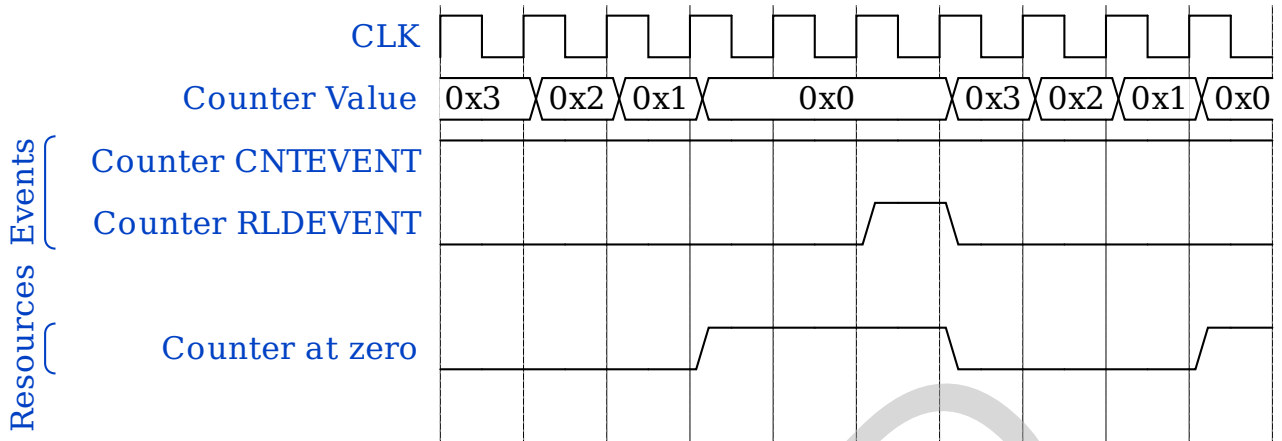 CLK
Counter Value
0x3 0x2 0x1 0x0 0x3 0x2 0x1 0x0
Events
Counter CNTEVENT
Counter RLDEVENT
Resources
Counter at zero